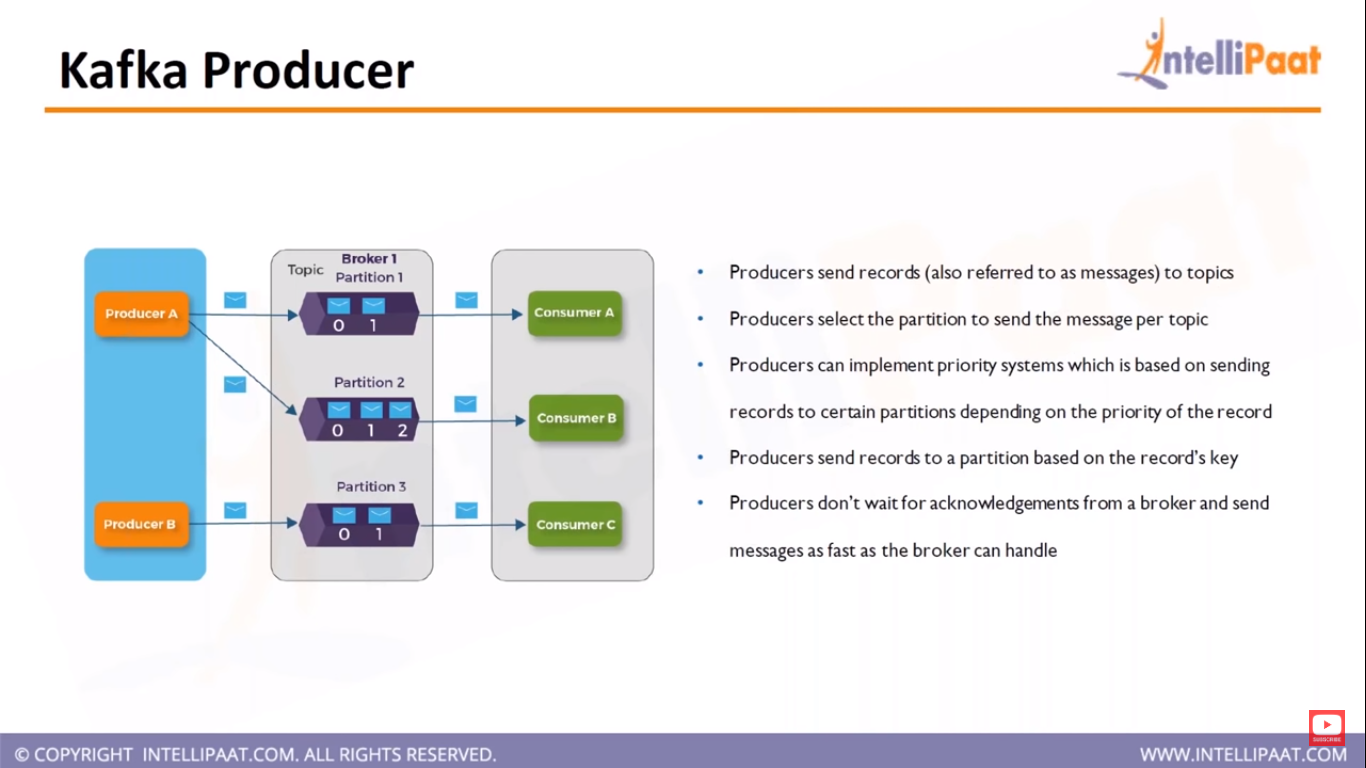 Kafka Producer
IntelliPaat
Broker 1
Topic
Partition 1
Producer A
0 1
Consumer A
Partition 2
0 1 2
Consumer B
Partition 3
Producer B
0 1
Consumer C
• Producers send records (also referred to as messages) to topics
• Producers select the partition to send the message per topic
• Producers can implement priority systems which is based on sending
records to certain partitions depending on the priority of the record
• Producers send records to a partition based on the record’s key
• Producers don’t wait for acknowledgements from a broker and send
messages as fast as the broker can handle
SUBSCRIBE
© COPYRIGHT INTELLIPAAT.COM. ALL RIGHTS RESERVED.
WWW.INTELLIPAAT.COM